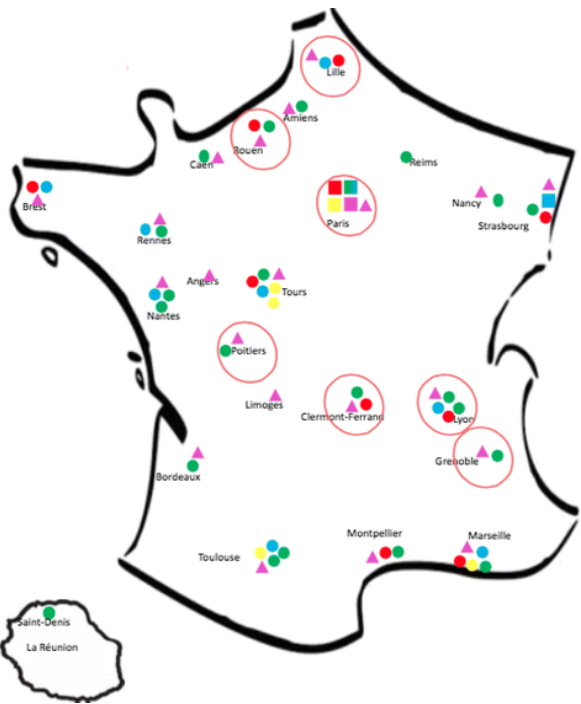 Lille
Amiens
Rouen
Caen
Reims
Brest
Paris
Nancy
Strasbourg
Rennes
Angers
Tours
Nantes
Poitiers
Limoges
Clermont-Ferrand
Lyon
Grenoble
Bordeaux
Montpellier
Marseille
Toulouse
Saint-Denis
La Réunion